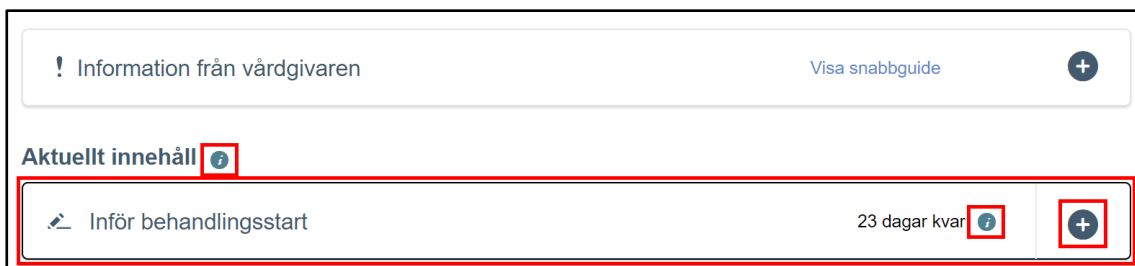 ! Information från vårdgivaren Visa snabbguide
Aktuellt innehåll
Inför behandlingsstart 23 dagar kvar